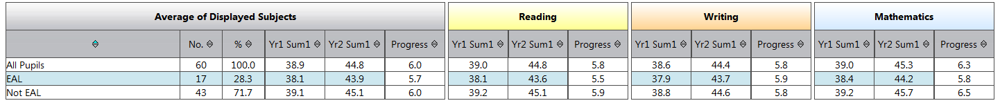 Average of Displayed Subjects Reading Writing Mathematics
No. % Yr1 Sum1 Yr2 Sum1 Progress Yr1 Sum1 Yr2 Sum1 Progress Yr1 Sum1 Yr2 Sum1 Progress Yr1 Sum1 Yr2 Sum1 Progress
All Pupils 60 100.0 38.9 44.8 6.0 39.0 44.8 5.8 38.6 44.4 5.8 39.0 45.3 6.3
EAL 17 28.3 38.1 43.9 5.7 38.1 43.6 5.5 37.9 43.7 5.9 38.4 44.2 5.8
Not EAL 43 71.7 39.1 45.1 6.0 39.2 45.1 5.9 38.8 44.6 5.8 39.2 45.7 6.5